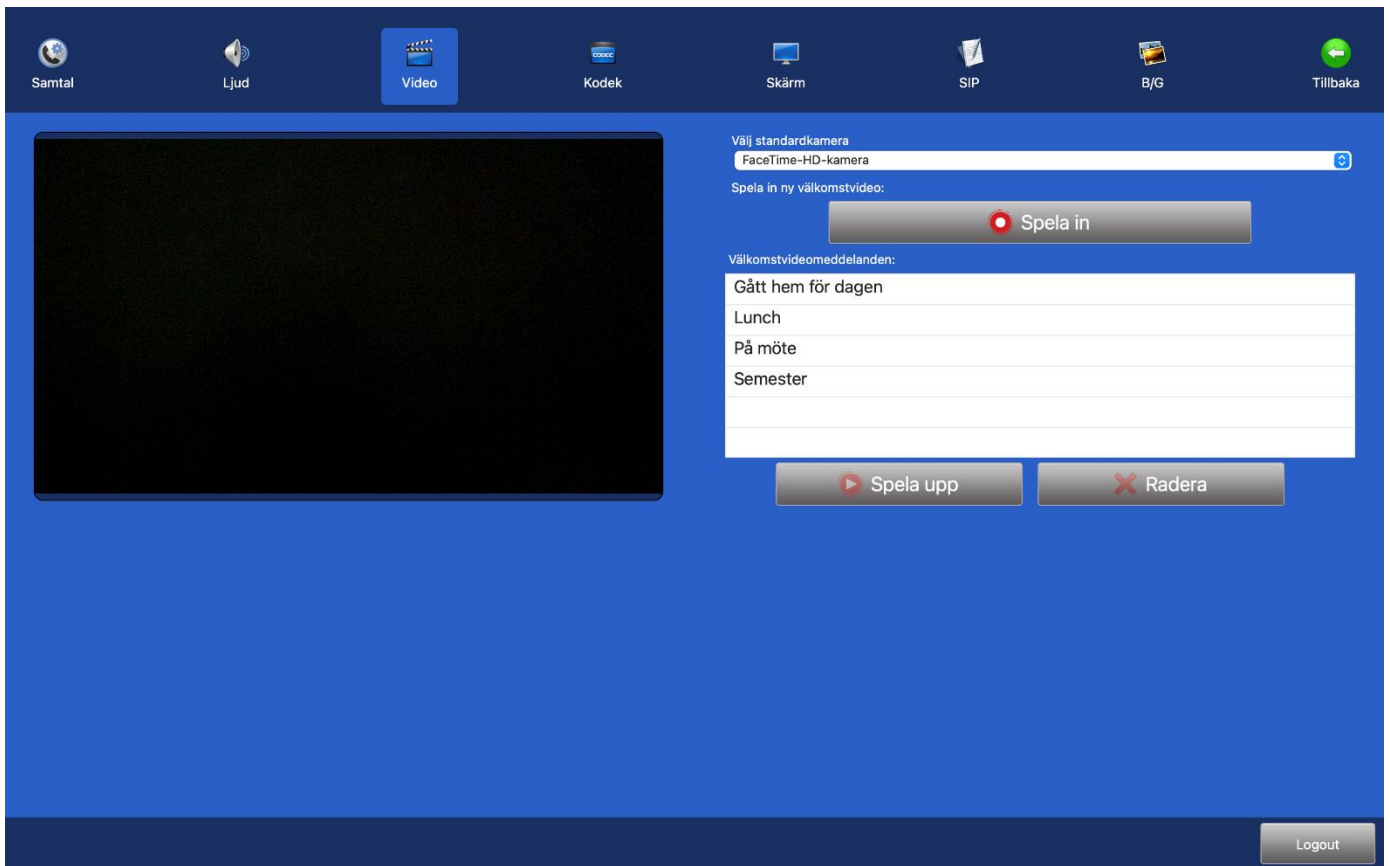 Samtal
Ljud
Video
CODEC
Kodek
Skärm
SIP
B/G
Tillbaka
Välj standardkamera
FaceTime-HD-kamera
Spela in ny välkomstvideo:
Spela in
Välkomstvideomeddelanden:
Gått hem för dagen
Lunch
På möte
Semester
Spela upp
Radera
Logout